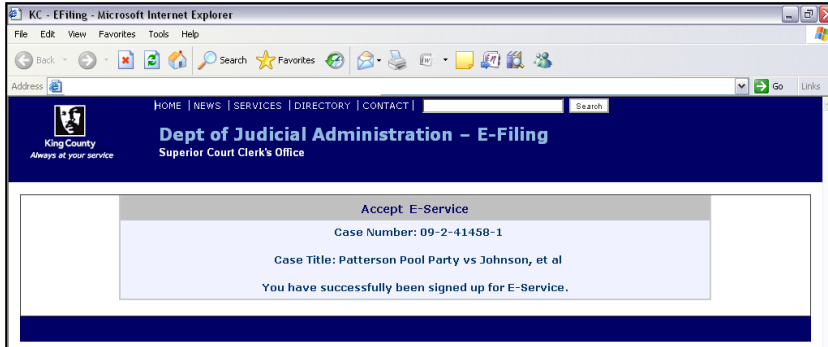 KC - EFiling - Microsoft Internet Explorer
File Edit View Favorites Tools Help
Back Search Favorites
Address Go Links
HOME | NEWS | SERVICES | DIRECTORY | CONTACT | Search
King County
Always at your service
Dept of Judicial Administration – E-Filing
Superior Court Clerk's Office
Accept E-Service
Case Number: 09-2-41458-1
Case Title: Patterson Pool Party vs Johnson, et al
You have successfully been signed up for E-Service.